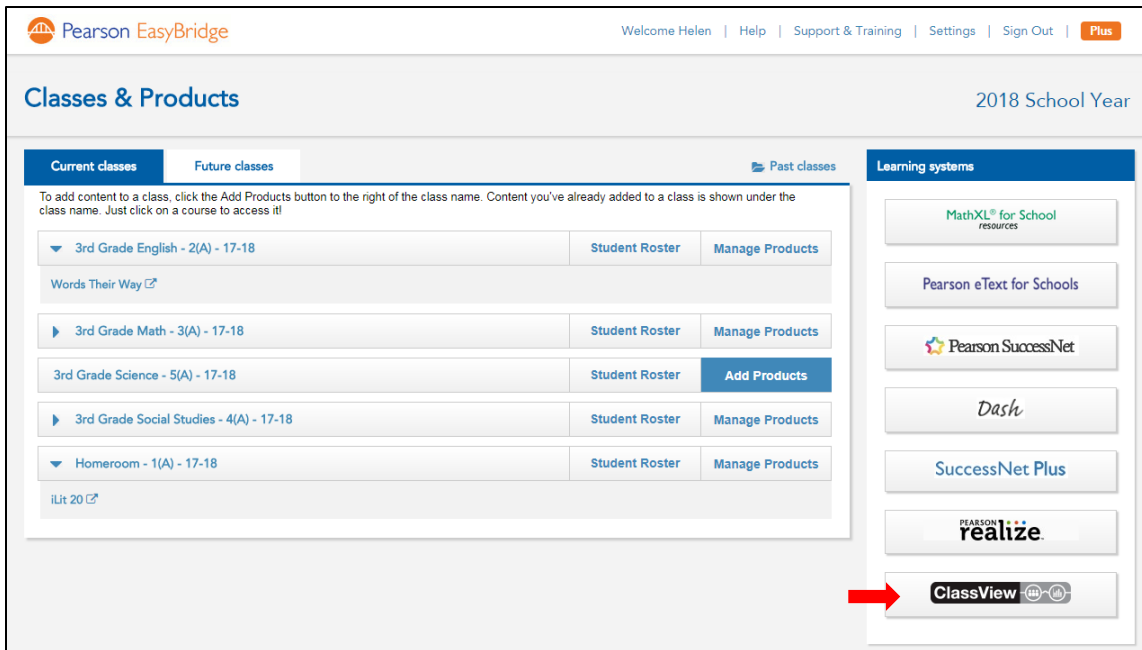 Pearson EasyBridge
Welcome Helen | Help | Support & Training | Settings | Sign Out | Plus
Classes & Products
2018 School Year
Current classes
Future classes
Past classes
To add content to a class, click the Add Products button to the right of the class name. Content you've already added to a class is shown under the
class name. Just click on a course to access it!
3rd Grade English - 2(A) - 17-18 Student Roster Manage Products
Words Their Way
3rd Grade Math - 3(A) - 17-18 Student Roster Manage Products
3rd Grade Science - 5(A) - 17-18 Student Roster Add Products
3rd Grade Social Studies - 4(A) - 17-18 Student Roster Manage Products
Homeroom - 1(A) - 17-18 Student Roster Manage Products
iLit 20
Learning systems
MathXL® for School
resources
Pearson eText for Schools
Pearson SuccessNet
Dash
SuccessNet Plus
PEARSON
realize™
ClassView